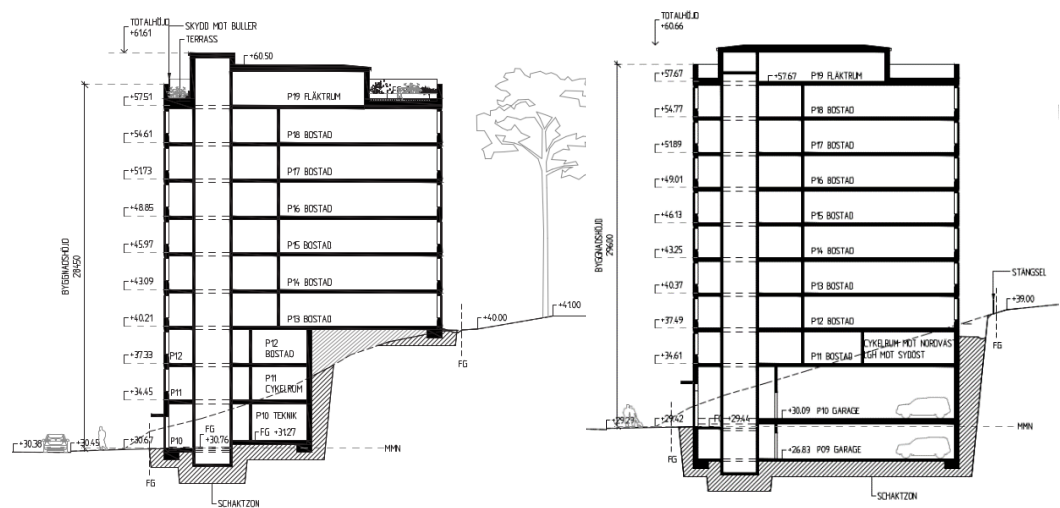 TOTALHÖJD
+61.61
SKYDD MOT BULLER
TERRASS
+60.50
+57.51
P19 FLÄKTRUM
+54.61
P18 BOSTAD
+51.73
P17 BOSTAD
+48.85
P16 BOSTAD
BYGGNADSHÖJD
28450
+45.97
P15 BOSTAD
+43.09
P14 BOSTAD
+40.21
P13 BOSTAD
+41.00
+40.00
FG
+37.33
P12
P12
BOSTAD
+34.45
P11
P11
CYKELRUM
P10 TEKNIK
FG
+31.27
+30.38
+30.45
+30.67
P10
FG
+30.76
MMN
FG
SCHAKTZON
TOTALHÖJD
+60.66
+57.67
+57.67
P19 FLÄKTRUM
+54.77
P18 BOSTAD
+51.89
P17 BOSTAD
+49.01
P16 BOSTAD
BYGGNADSHÖJD
29600
+46.13
P15 BOSTAD
+43.25
P14 BOSTAD
+40.37
P13 BOSTAD
STÄNGSEL
+39.00
+37.49
P12 BOSTAD
FG
+34.61
P11 BOSTAD
CYKELRUM MOT NORDVÄST
LGH MOT SYDÖST
+30.09 P10 GARAGE
+29.29
+29.42
FG
+29.44
MMN
+26.83 P09 GARAGE
FG
SCHAKTZON